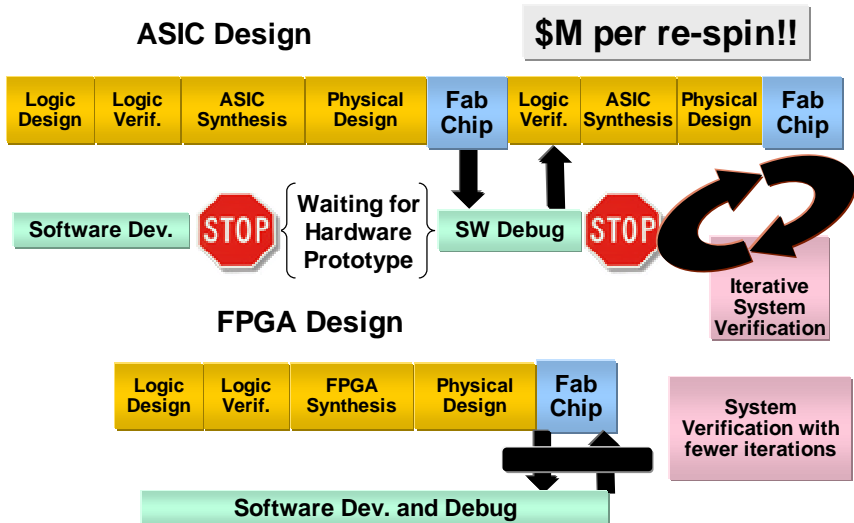 ASIC Design
$M per re-spin!!
Logic
Design
Logic
Verif.
ASIC
Synthesis
Physical
Design
Fab
Chip
Logic
Verif.
ASIC
Synthesis
Physical
Design
Fab
Chip
Software Dev.
STOP
Waiting for
Hardware
Prototype
SW Debug
STOP
Iterative
System
Verification
FPGA Design
Logic
Design
Logic
Verif.
FPGA
Synthesis
Physical
Design
Fab
Chip
System
Verification with
fewer iterations
Software Dev. and Debug